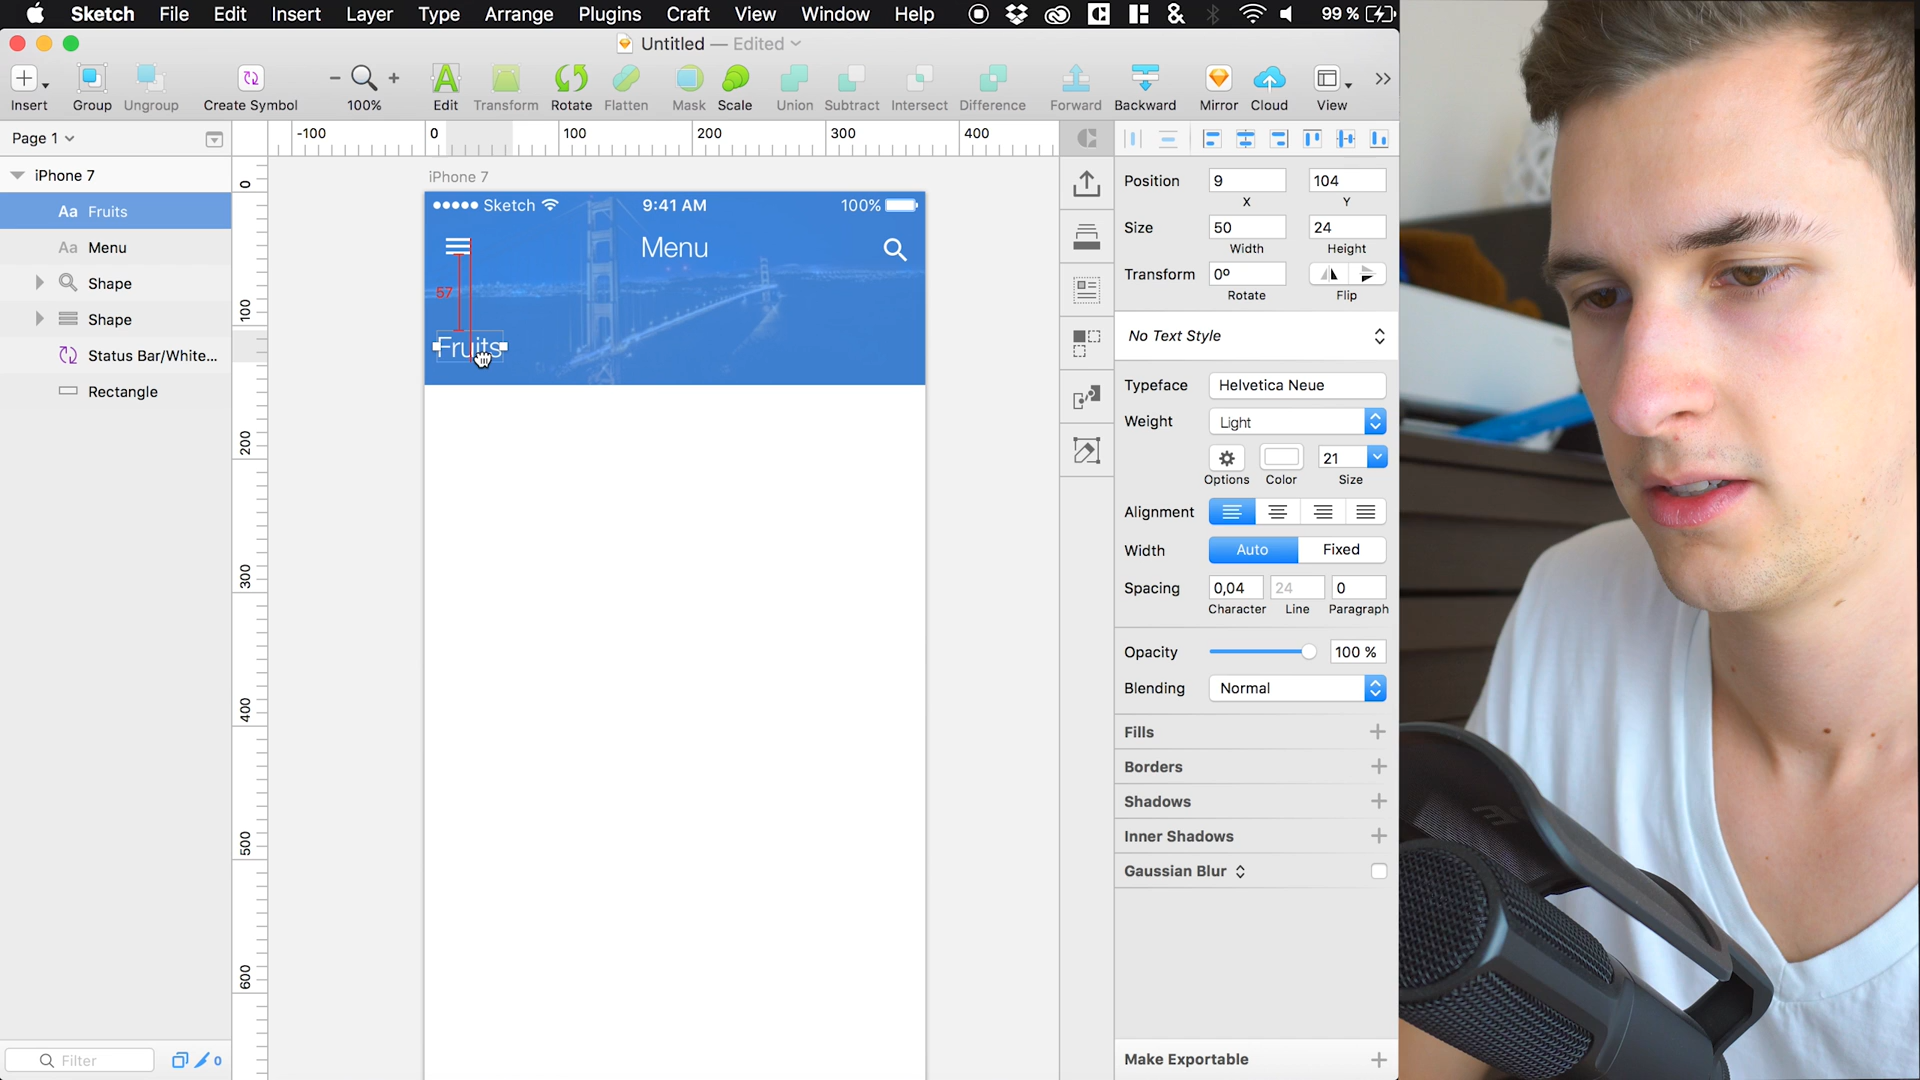 Sketch File Edit Insert Layer Type Arrange Plugins Craft View Window Help 99 %
Untitled — Edited
Insert Group Ungroup Create Symbol 100% Edit Transform Rotate Flatten Mask Scale Union Subtract Intersect Difference Forward Backward Mirror Cloud View
Page 1
-100 0 100 200 300 400
iPhone 7
Aa Fruits
Aa Menu
Shape
Shape
Status Bar/White...
Rectangle
Filter
0
0
100
200
300
400
500
600
iPhone 7
Sketch 9:41 AM 100%
Menu
57
Fruits
Position 9 104
X Y
Size 50 24
Width Height
Transform 0º
Rotate Flip
No Text Style
Typeface Helvetica Neue
Weight Light
21
Options Color Size
Alignment
Width Auto Fixed
Spacing 0,04 24 0
Character Line Paragraph
Opacity 100 %
Blending Normal
Fills
Borders
Shadows
Inner Shadows
Gaussian Blur
Make Exportable